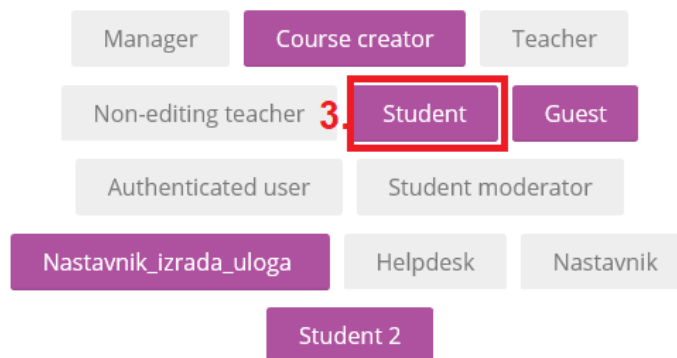 Manager Course creator Teacher
Non-editing teacher 3. Student Guest
Authenticated user Student moderator
Nastavnik_izrada_uloga Helpdesk Nastavnik
Student 2